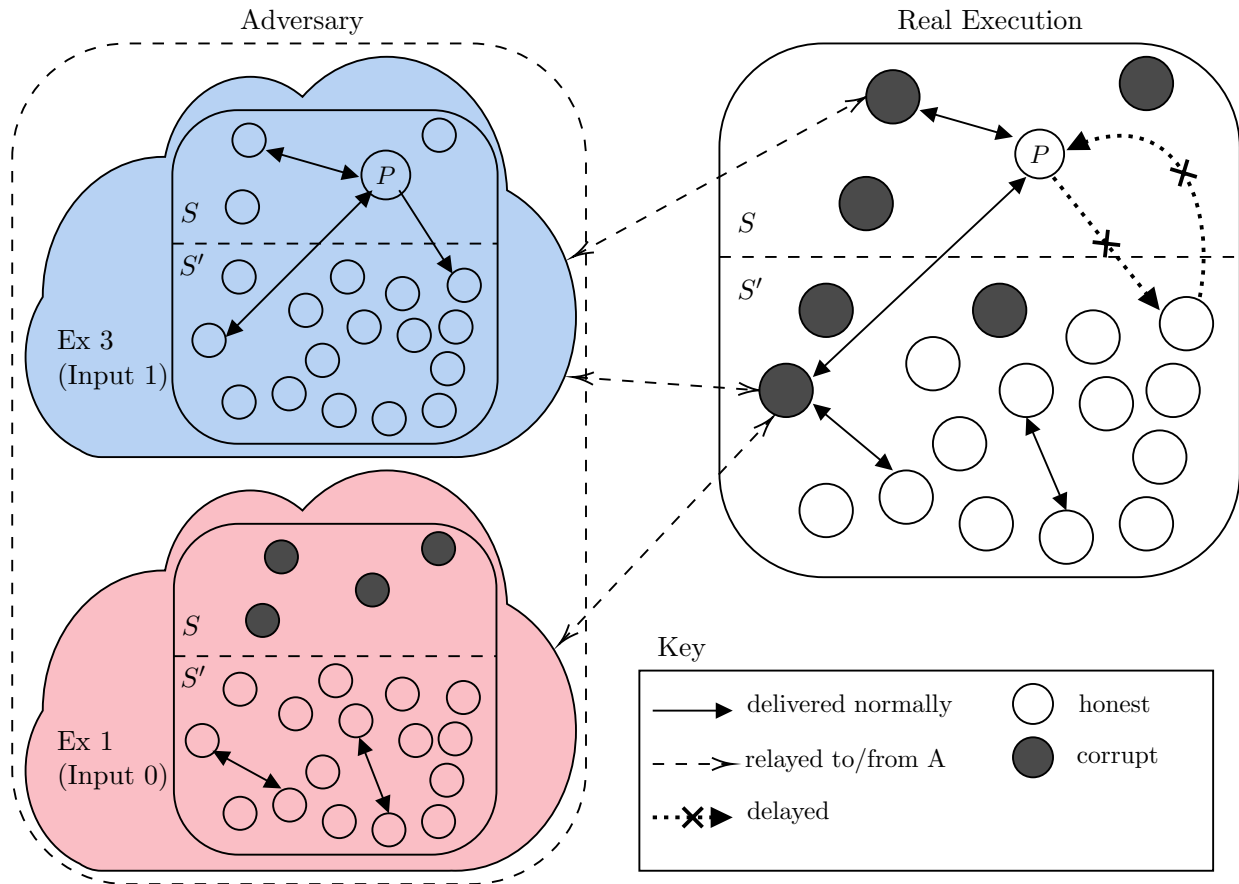 Adversary
Real Execution
P
S
S′
Ex 3
(Input 1)
P
S
S′
S
S′
Ex 1
(Input 0)
Key
delivered normally
honest
relayed to/from A
corrupt
delayed